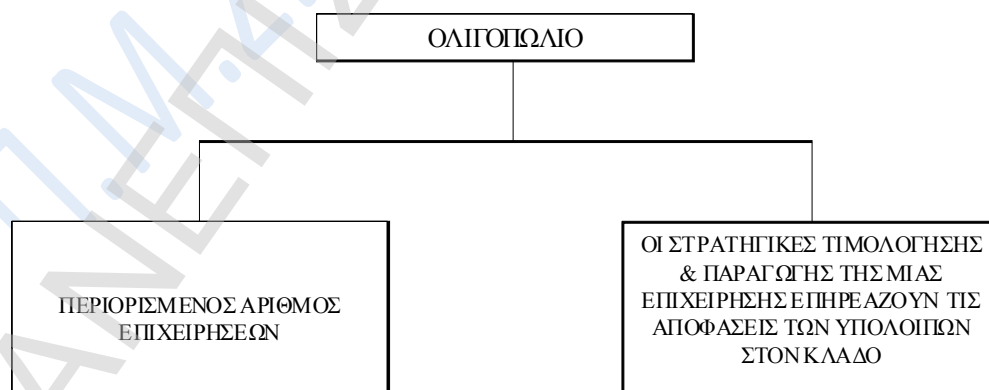 ΟΛΙΓΟΠΩΛΙΟ
ΠΕΡΙΟΡΙΣΜΕΝΟΣ ΑΡΙΘΜΟΣ
ΕΠΙΧΕΙΡΗΣΕΩΝ
ΟΙ ΣΤΡΑΤΗΓΙΚΕΣ ΤΙΜΟΛΟΓΗΣΗΣ
& ΠΑΡΑΓΩΓΗΣ ΤΗΣ ΜΙΑΣ
ΕΠΙΧΕΙΡΗΣΗΣ ΕΠΗΡΕΑΖΟΥΝ ΤΙΣ
ΑΠΟΦΑΣΕΙΣ ΤΩΝ ΥΠΟΛΟΙΠΩΝ
ΣΤΟΝ ΚΛΑΔΟ